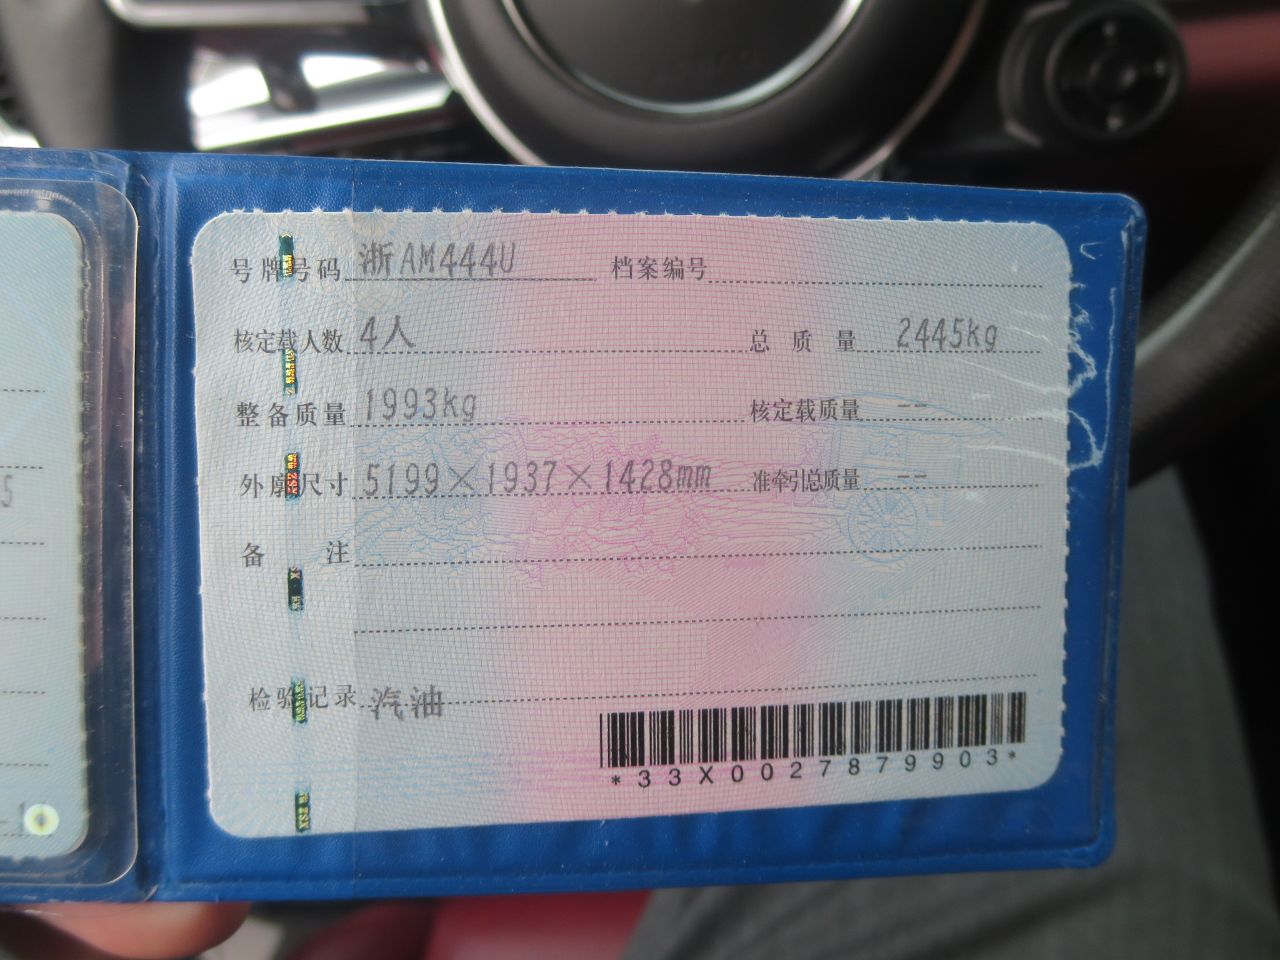 号牌号码 浙AM444U 档案编号
核定载人数 4人 总质量 2445kg
整备质量 1993kg 核定载质量 --
外廓尺寸 5199×1937×1428mm 准牵引总质量 --
备注
检验记录 汽油
*33X0027879903*